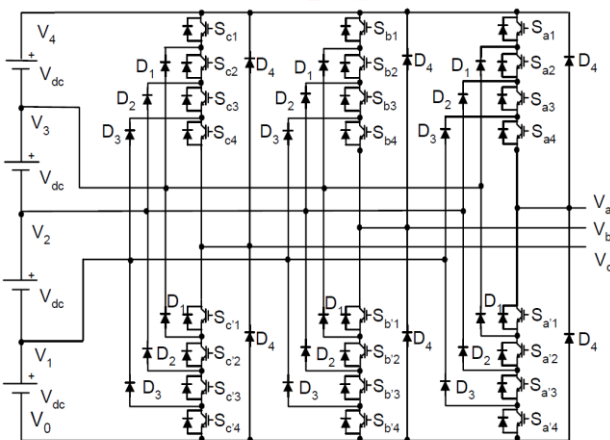 V4 Sc1 Sb1 Sa1
Vdc D1 Sc2 D4 D1 Sb2 D4 D1 Sa2 D4
D2 Sc3 D2 Sb3 D2 Sa3
V3 D3 Sc4 D3 Sb4 D3 Sa4
Vdc
Va
V2 Vb
Vc
Vdc D1 Sc'1 D1 Sb'1 D1 Sa'1
V1 D2 Sc'2 D4 D2 Sb'2 D4 D2 Sa'2 D4
Vdc D3 Sc'3 D3 Sb'3 D3 Sa'3
V0 Sc'4 Sb'4 Sa'4